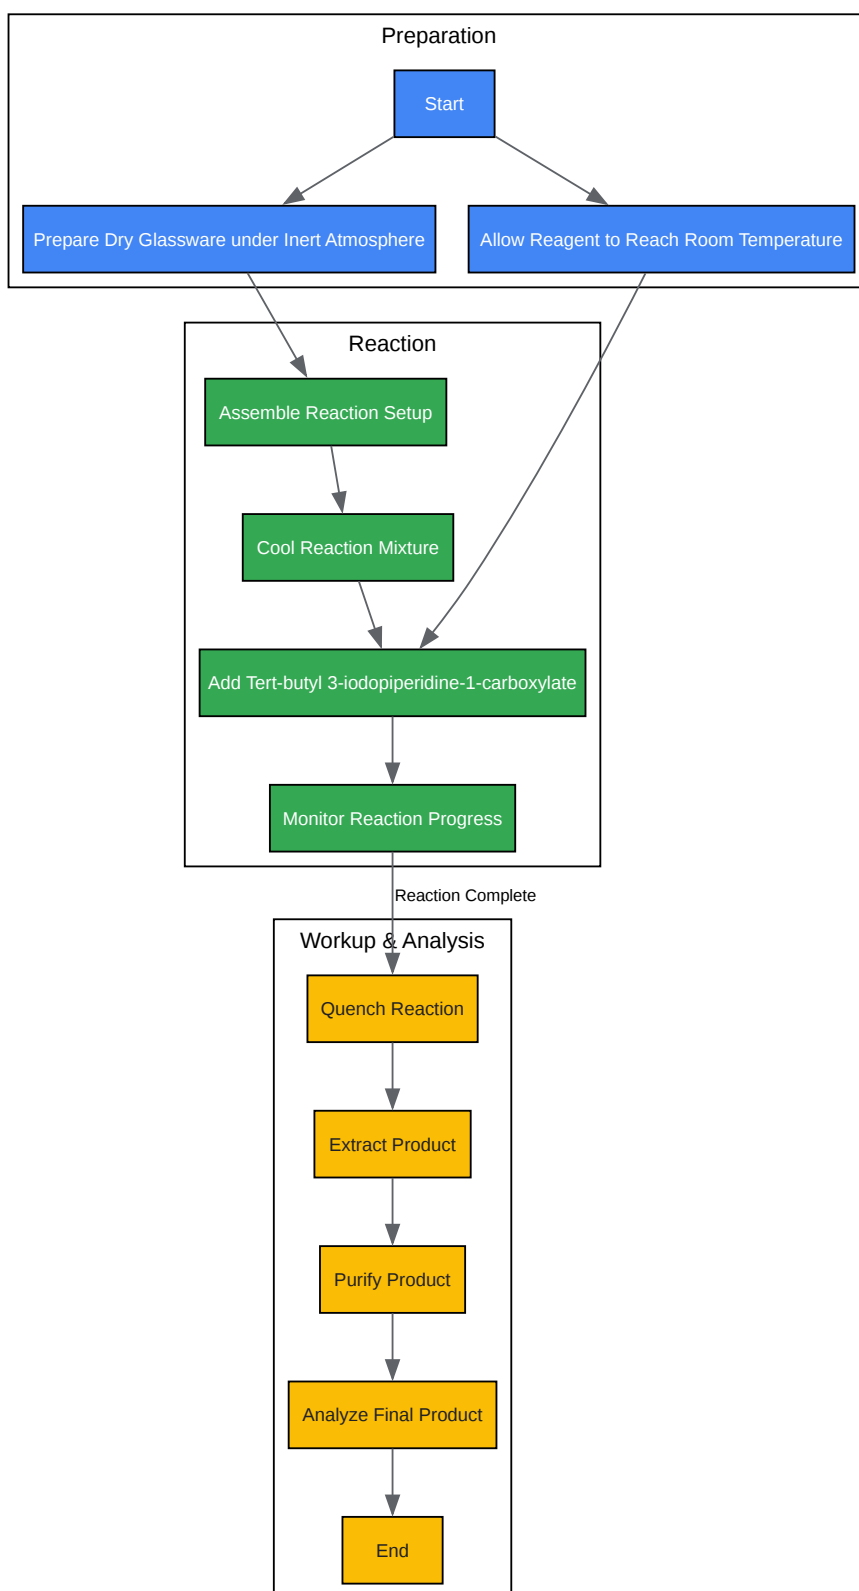 Preparation
Start
Prepare Dry Glassware under Inert Atmosphere
Allow Reagent to Reach Room Temperature
Reaction
Assemble Reaction Setup
Cool Reaction Mixture
Add Tert-butyl 3-iodopiperidine-1-carboxylate
Monitor Reaction Progress
Reaction Complete
Workup & Analysis
Quench Reaction
Extract Product
Purify Product
Analyze Final Product
End